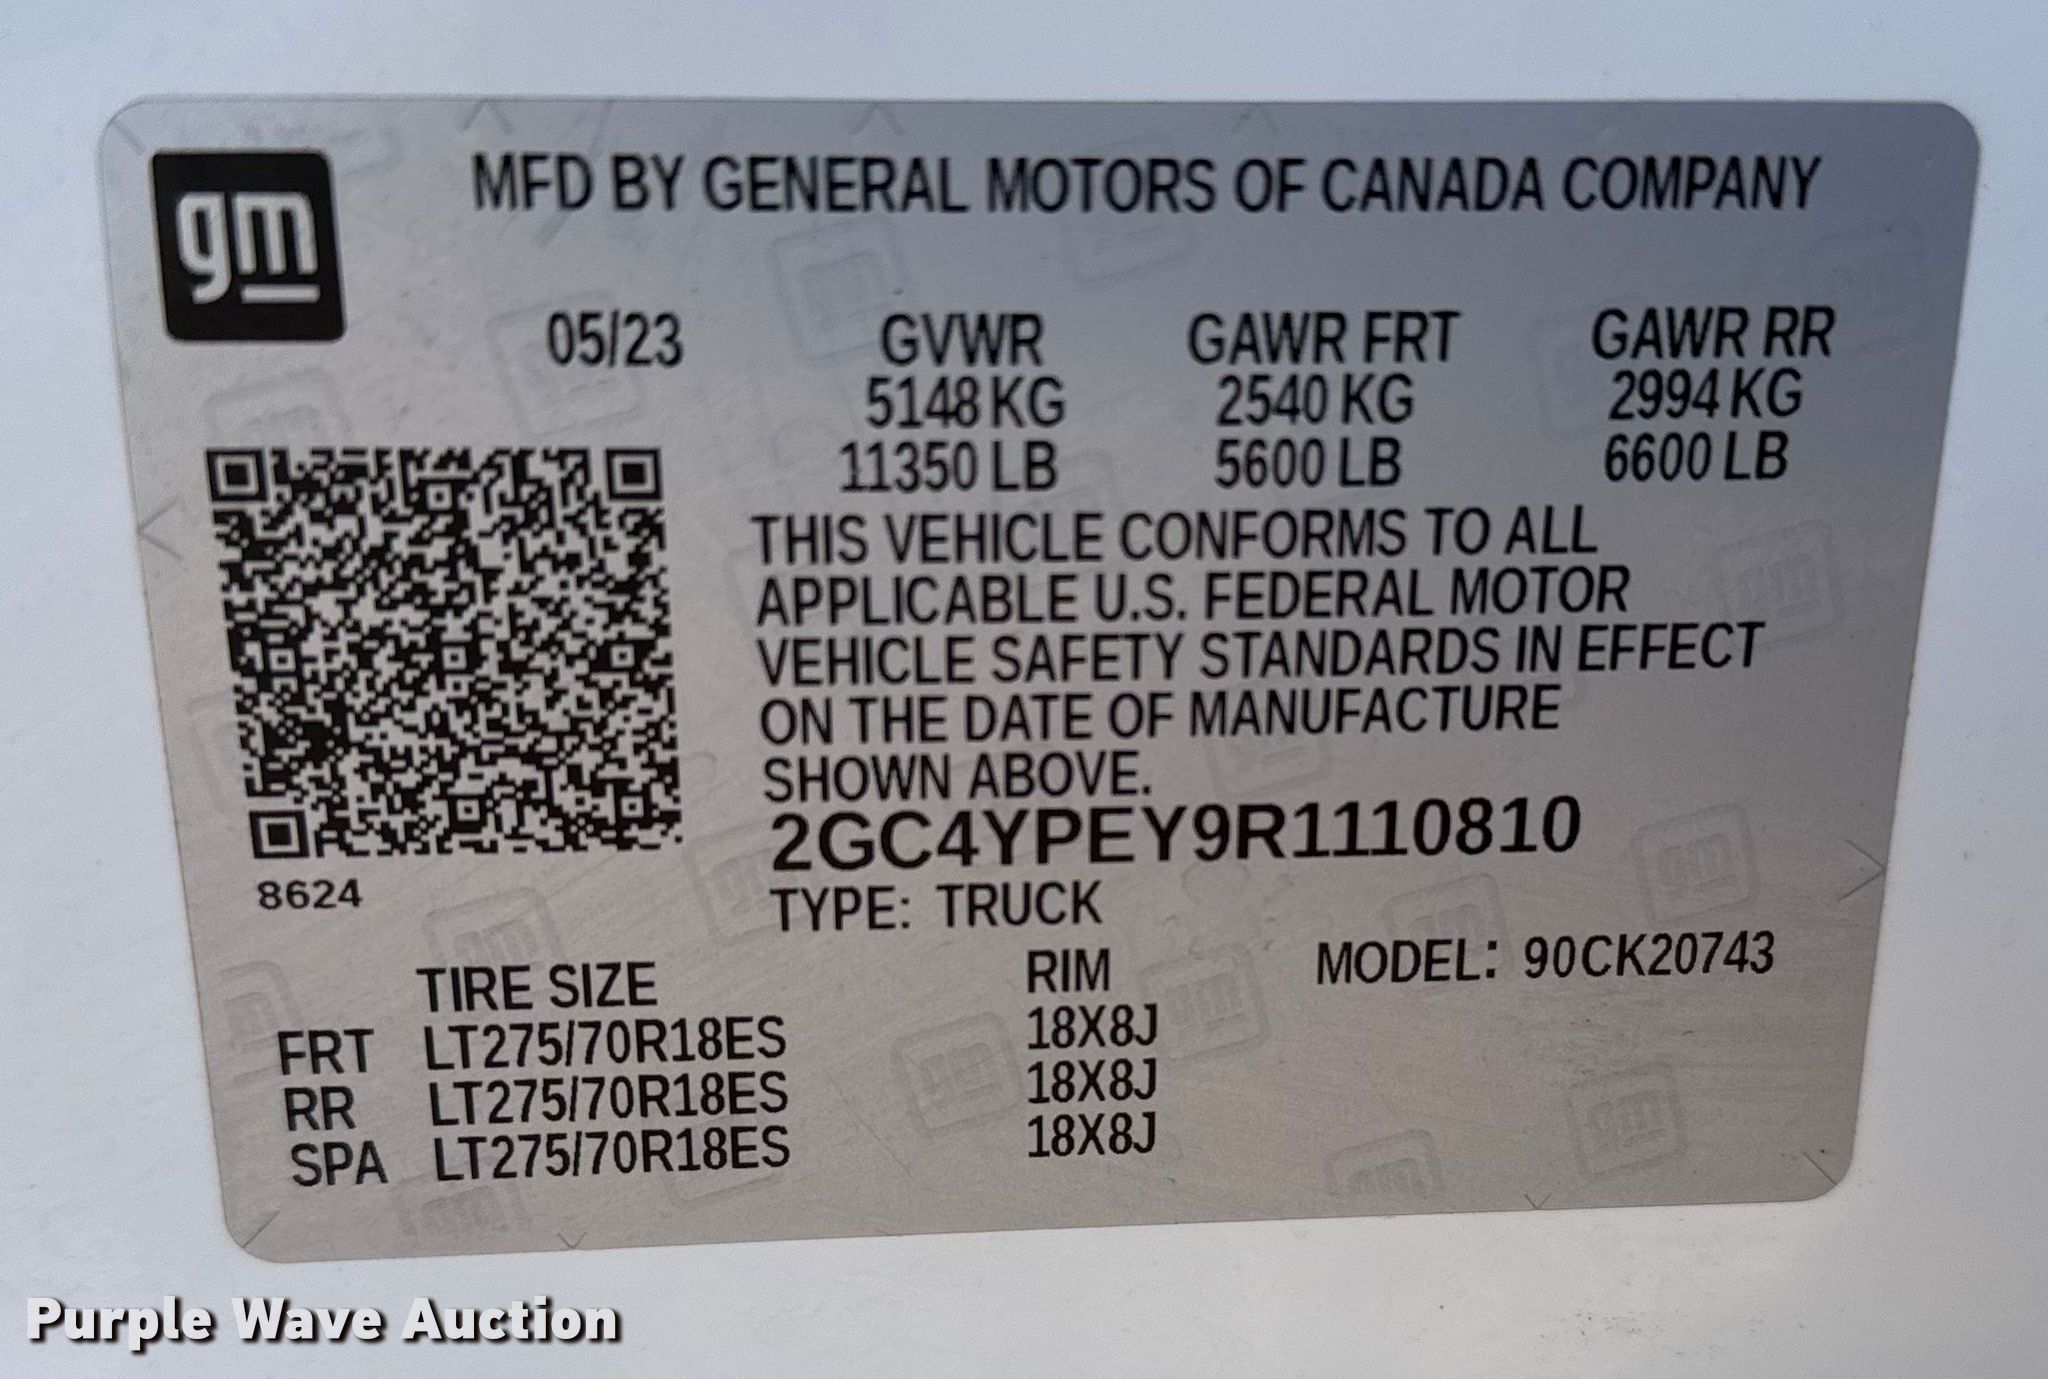 gm
MFD BY GENERAL MOTORS OF CANADA COMPANY
05/23 GVWR GAWR FRT GAWR RR
5148 KG 2540 KG 2994 KG
11350 LB 5600 LB 6600 LB
THIS VEHICLE CONFORMS TO ALL
APPLICABLE U.S. FEDERAL MOTOR
VEHICLE SAFETY STANDARDS IN EFFECT
ON THE DATE OF MANUFACTURE
SHOWN ABOVE.
2GC4YPEY9R1110810
8624
TYPE: TRUCK
TIRE SIZE RIM MODEL: 90CK20743
FRT LT275/70R18ES 18X8J
RR LT275/70R18ES 18X8J
SPA LT275/70R18ES 18X8J
Purple Wave Auction